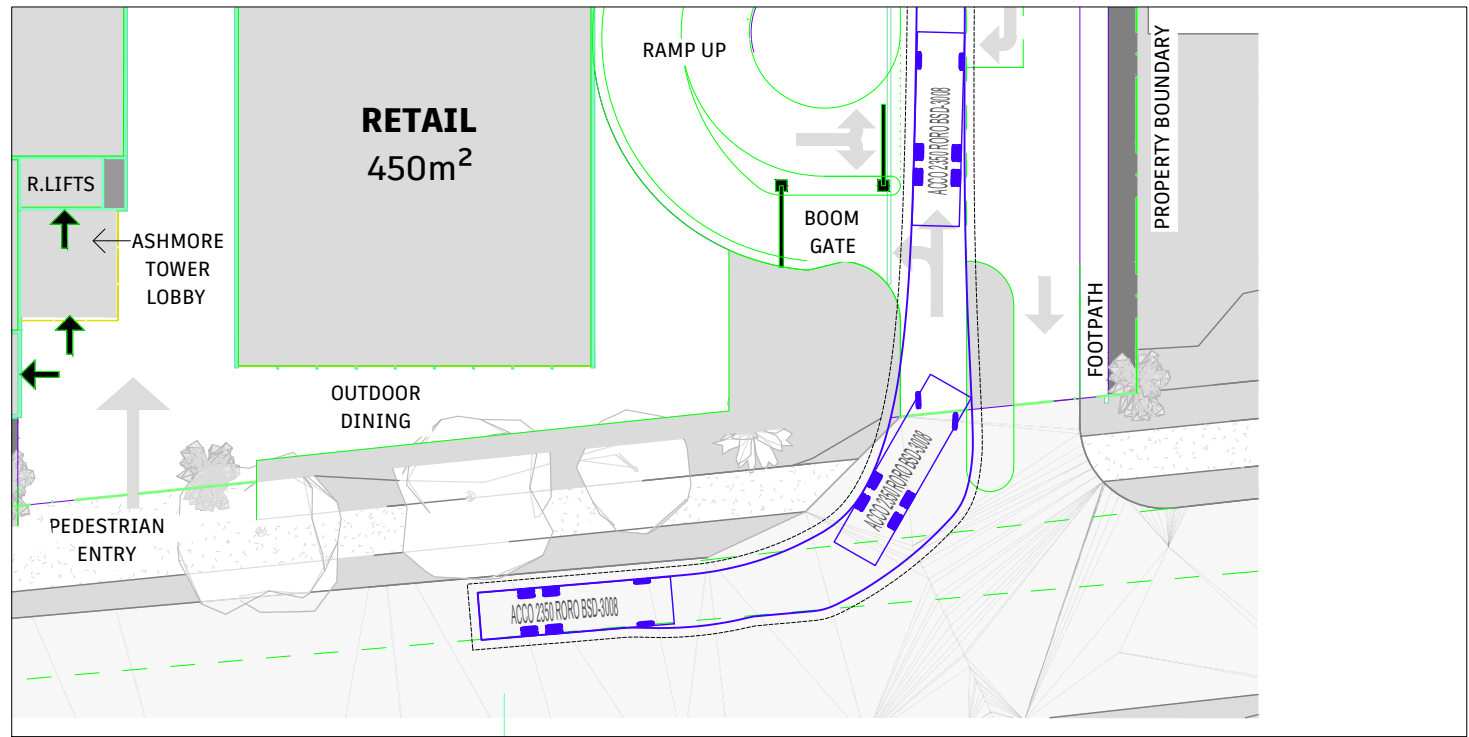 RAMP UP
PROPERTY BOUNDARY
RETAIL
450m²
R.LIFTS
ASHMORE
TOWER
LOBBY
BOOM
GATE
ACCO 2350 RORO BSD-3008
FOOTPATH
OUTDOOR
DINING
ACCO 2350 RORO BSD-3008
PEDESTRIAN
ENTRY
ACCO 2350 RORO BSD-3008